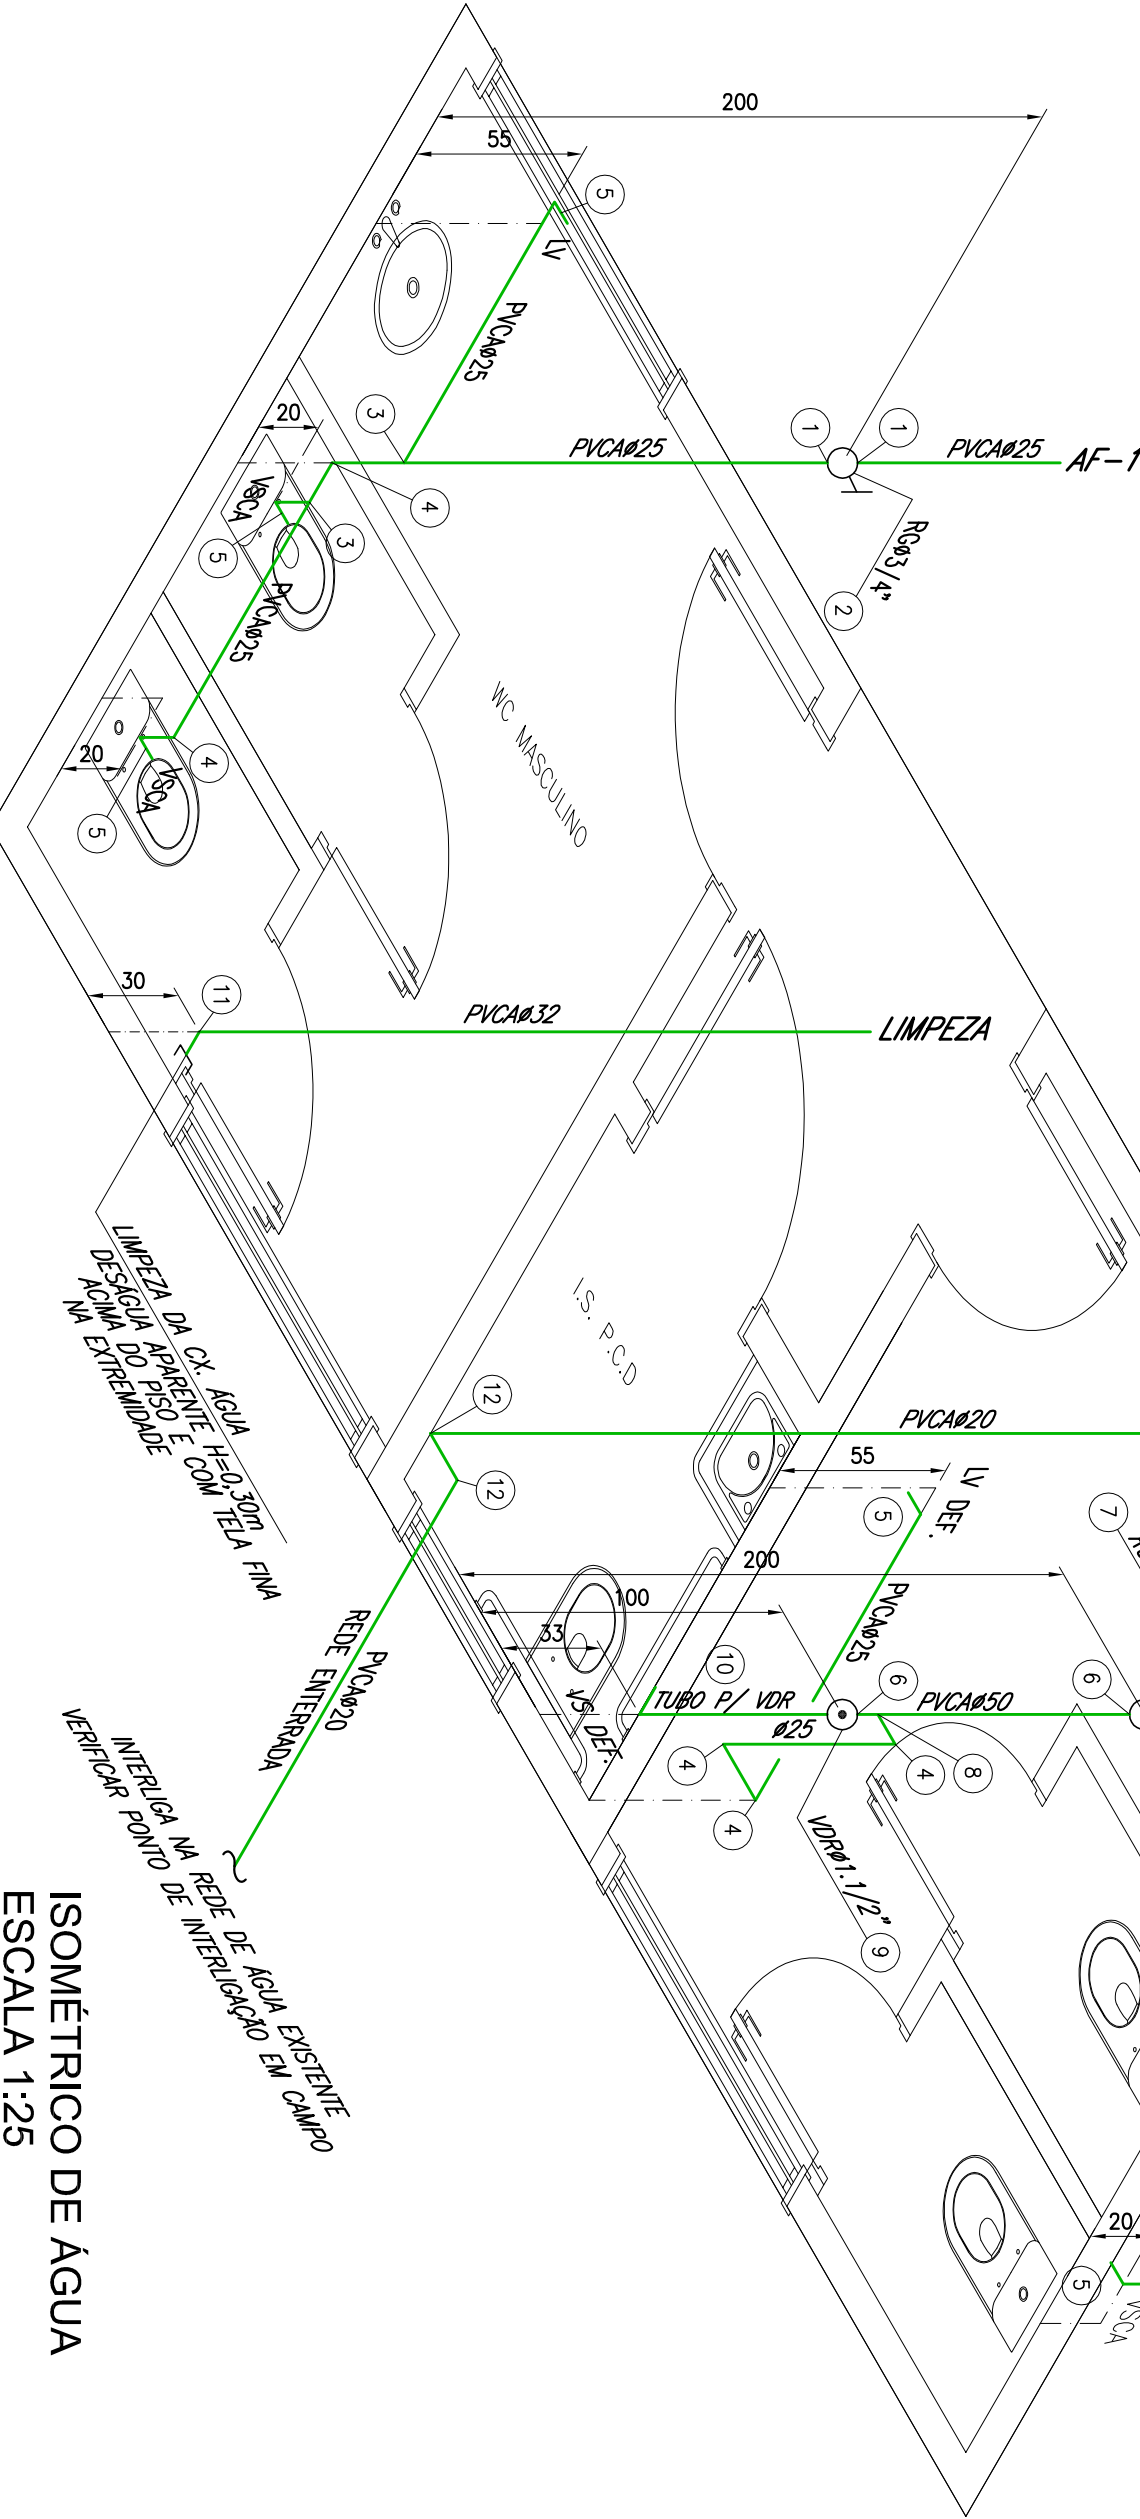 200
55
5
LV
PVCAø25
3
20
PVCAø25
1
1
PVCAø25
AF-1
RGø3/4"
2
4
VSCA
3
5
PVCAø25
WC MASCULINO
20
4
VSCA
5
30
11
PVCAø32
LIMPEZA
LIMPEZA DA CX. ÁGUA
DESÁGUA APARENTE H=0,30m
ACIMA DO PISO E COM TELA FINA
NA EXTREMIDADE
I.S. P.C.D
12
12
PVCAø20
55
LV DEF.
5
7
200
100
33
PVCAø25
10
TUBO P/ VDR
ø25
6
PVCAø50
6
VS DEF.
4
4
8
4
VDRø1.1/2"
9
PVCAø20
REDE ENTERRADA
INTERLIGA NA REDE DE ÁGUA EXISTENTE
VERIFICAR PONTO DE INTERLIGAÇÃO EM CAMPO
20
5
VSCA
ISOMÉTRICO DE ÁGUA
ESCALA 1:25